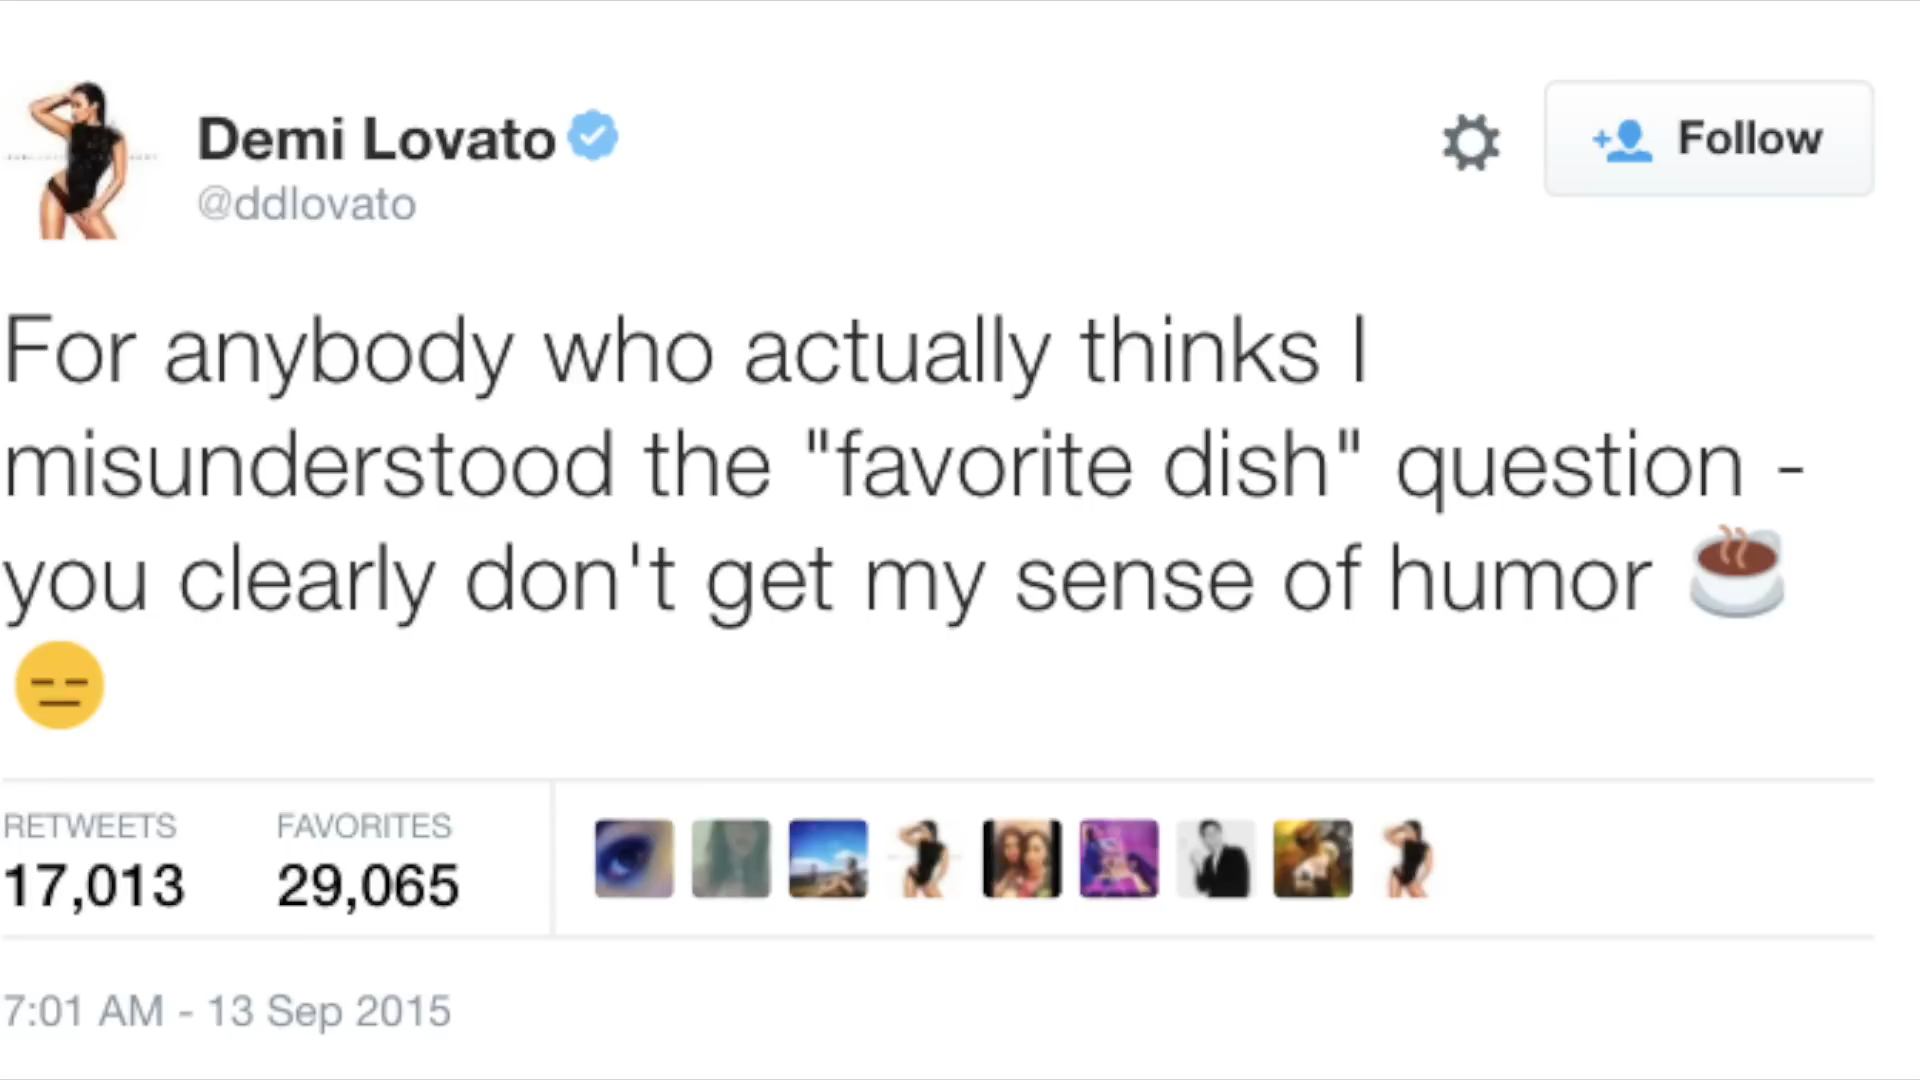 Demi Lovato
@ddlovato
Follow
For anybody who actually thinks I
misunderstood the "favorite dish" question -
you clearly don't get my sense of humor ☕
😑
RETWEETS
17,013
FAVORITES
29,065
7:01 AM - 13 Sep 2015